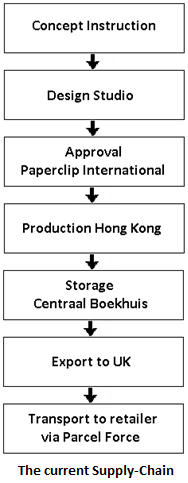 Concept Instruction
Design Studio
Approval
Paperclip International
Production Hong Kong
Storage
Centraal Boekhuis
Export to UK
Transport to retailer
via Parcel Force
The current Supply-Chain